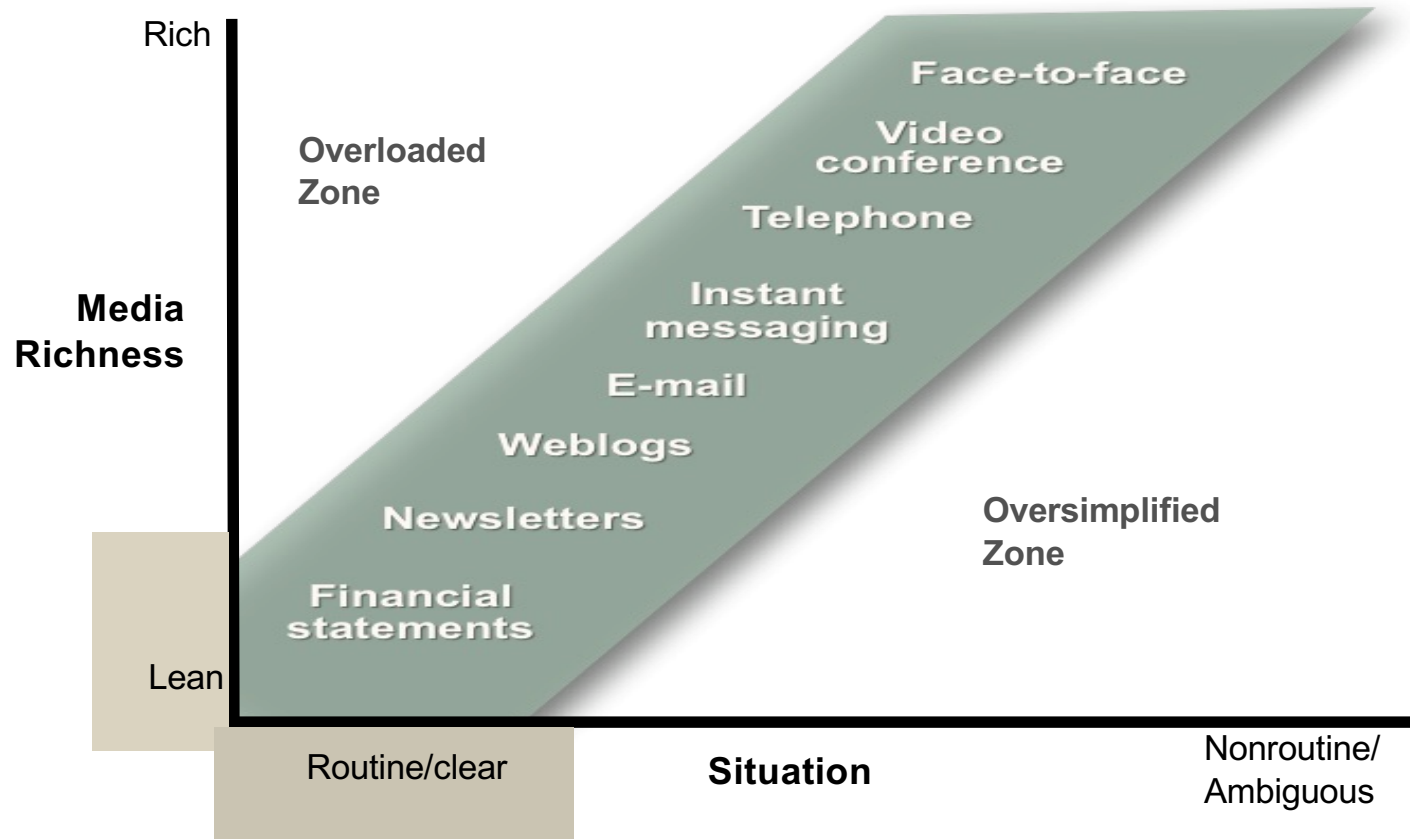 Rich
Face-to-face
Video
conference
Overloaded
Zone
Telephone
Instant
messaging
Media
Richness
E-mail
Weblogs
Newsletters
Oversimplified
Zone
Financial
statements
Lean
Routine/clear
Situation
Nonroutine/
Ambiguous